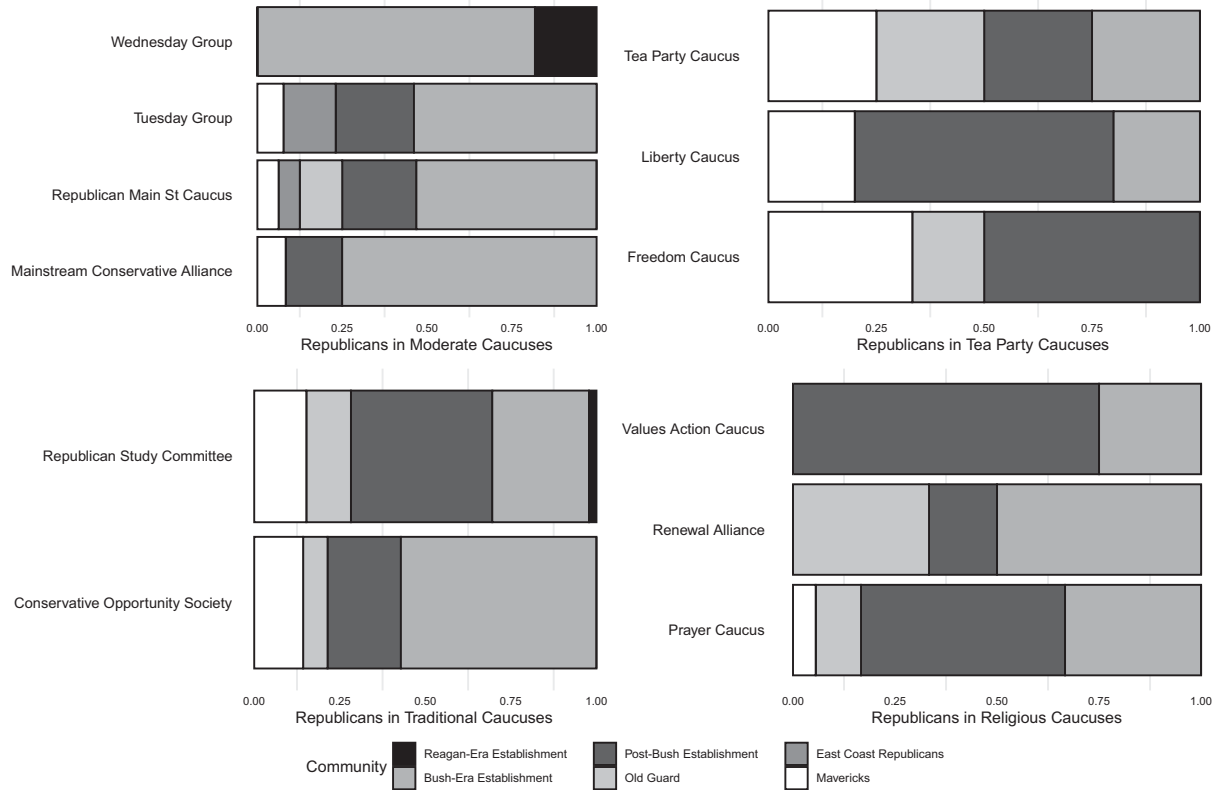 Wednesday Group
Tuesday Group
Republican Main St Caucus
Mainstream Conservative Alliance
0.00 0.25 0.50 0.75 1.00
Republicans in Moderate Caucuses
Tea Party Caucus
Liberty Caucus
Freedom Caucus
0.00 0.25 0.50 0.75 1.00
Republicans in Tea Party Caucuses
Republican Study Committee
Conservative Opportunity Society
0.00 0.25 0.50 0.75 1.00
Republicans in Traditional Caucuses
Values Action Caucus
Renewal Alliance
Prayer Caucus
0.00 0.25 0.50 0.75 1.00
Republicans in Religious Caucuses
Community
Reagan-Era Establishment Post-Bush Establishment East Coast Republicans
Bush-Era Establishment Old Guard Mavericks